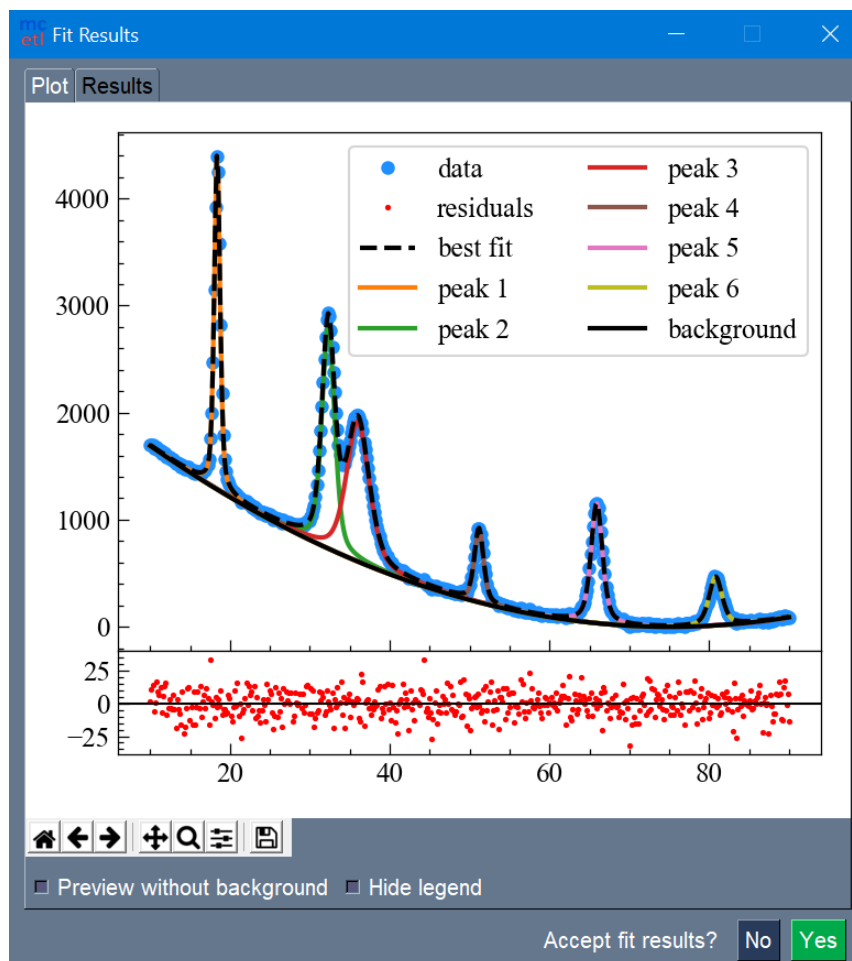 mc
etl Fit Results
Plot Results
data peak 3
residuals peak 4
best fit peak 5
peak 1 peak 6
peak 2 background
4000
3000
2000
1000
0
25
0
−25
20 40 60 80
Preview without background Hide legend
Accept fit results? No Yes